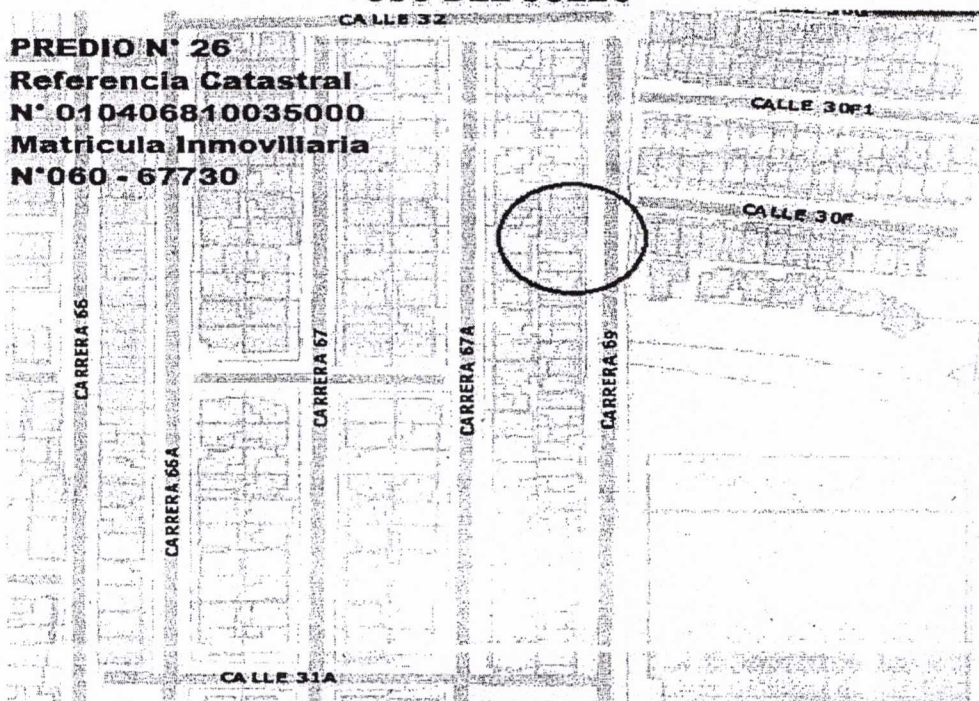 CALLE 32
PREDIO N° 26
Referencia Catastral
N° 010406810035000
Matricula Inmoviliaria
N°060 - 67730
CALLE 30F1
CALLE 30F
CARRERA 66
CARRERA 66A
CARRERA 67
CARRERA 67A
CARRERA 69
CALLE 31A